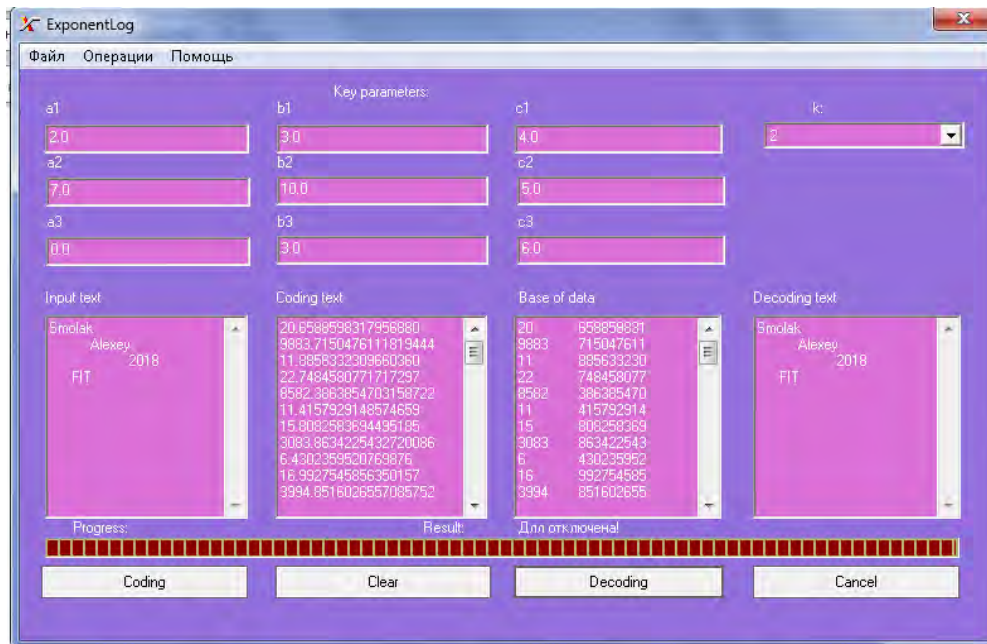 ExponentLog
Файл Операции Помощь
Key parameters:
a1 b1 c1 k:
2.0 3.0 4.0 2
a2 b2 c2
7.0 10.0 5.0
a3 b3 c3
0.0 3.0 6.0
Input text Coding text Base of data Decoding text
Smolak 20.6588598317956880 20 658859831 Smolak
Alexey 9883.7150476111819444 9883 715047611 Alexey
2018 11.8856332309660360 11 885633230 2018
FIT 22.7484580771717297 22 748458077 FIT
8582.3863854703158722 8582 386385470
11.4157929148574659 11 415792914
15.8082583694495185 15 808258369
3083.8634225432720086 3083 863422543
6.4302359520769876 6 430235952
16.9927545856350157 16 992754585
3994.8516026557085752 3994 851602655
Progress: Result: Длл отключена!
Coding Clear Decoding Cancel